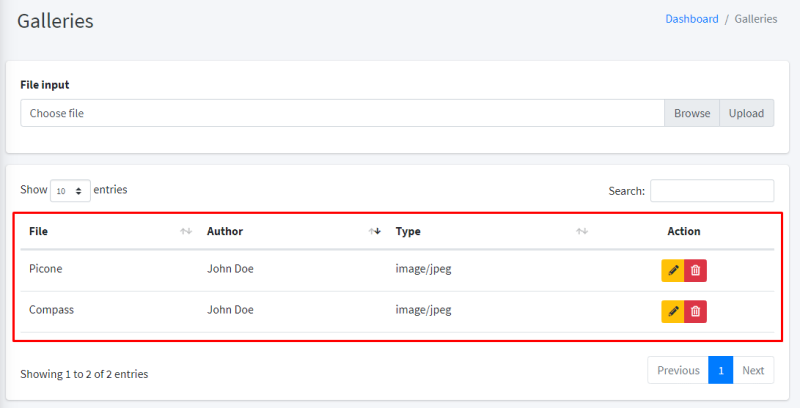 Galleries
Dashboard / Galleries
File input
Choose file Browse Upload
Show 10 entries Search:
File Author Type Action
Picone John Doe image/jpeg
Compass John Doe image/jpeg
Showing 1 to 2 of 2 entries
Previous 1 Next